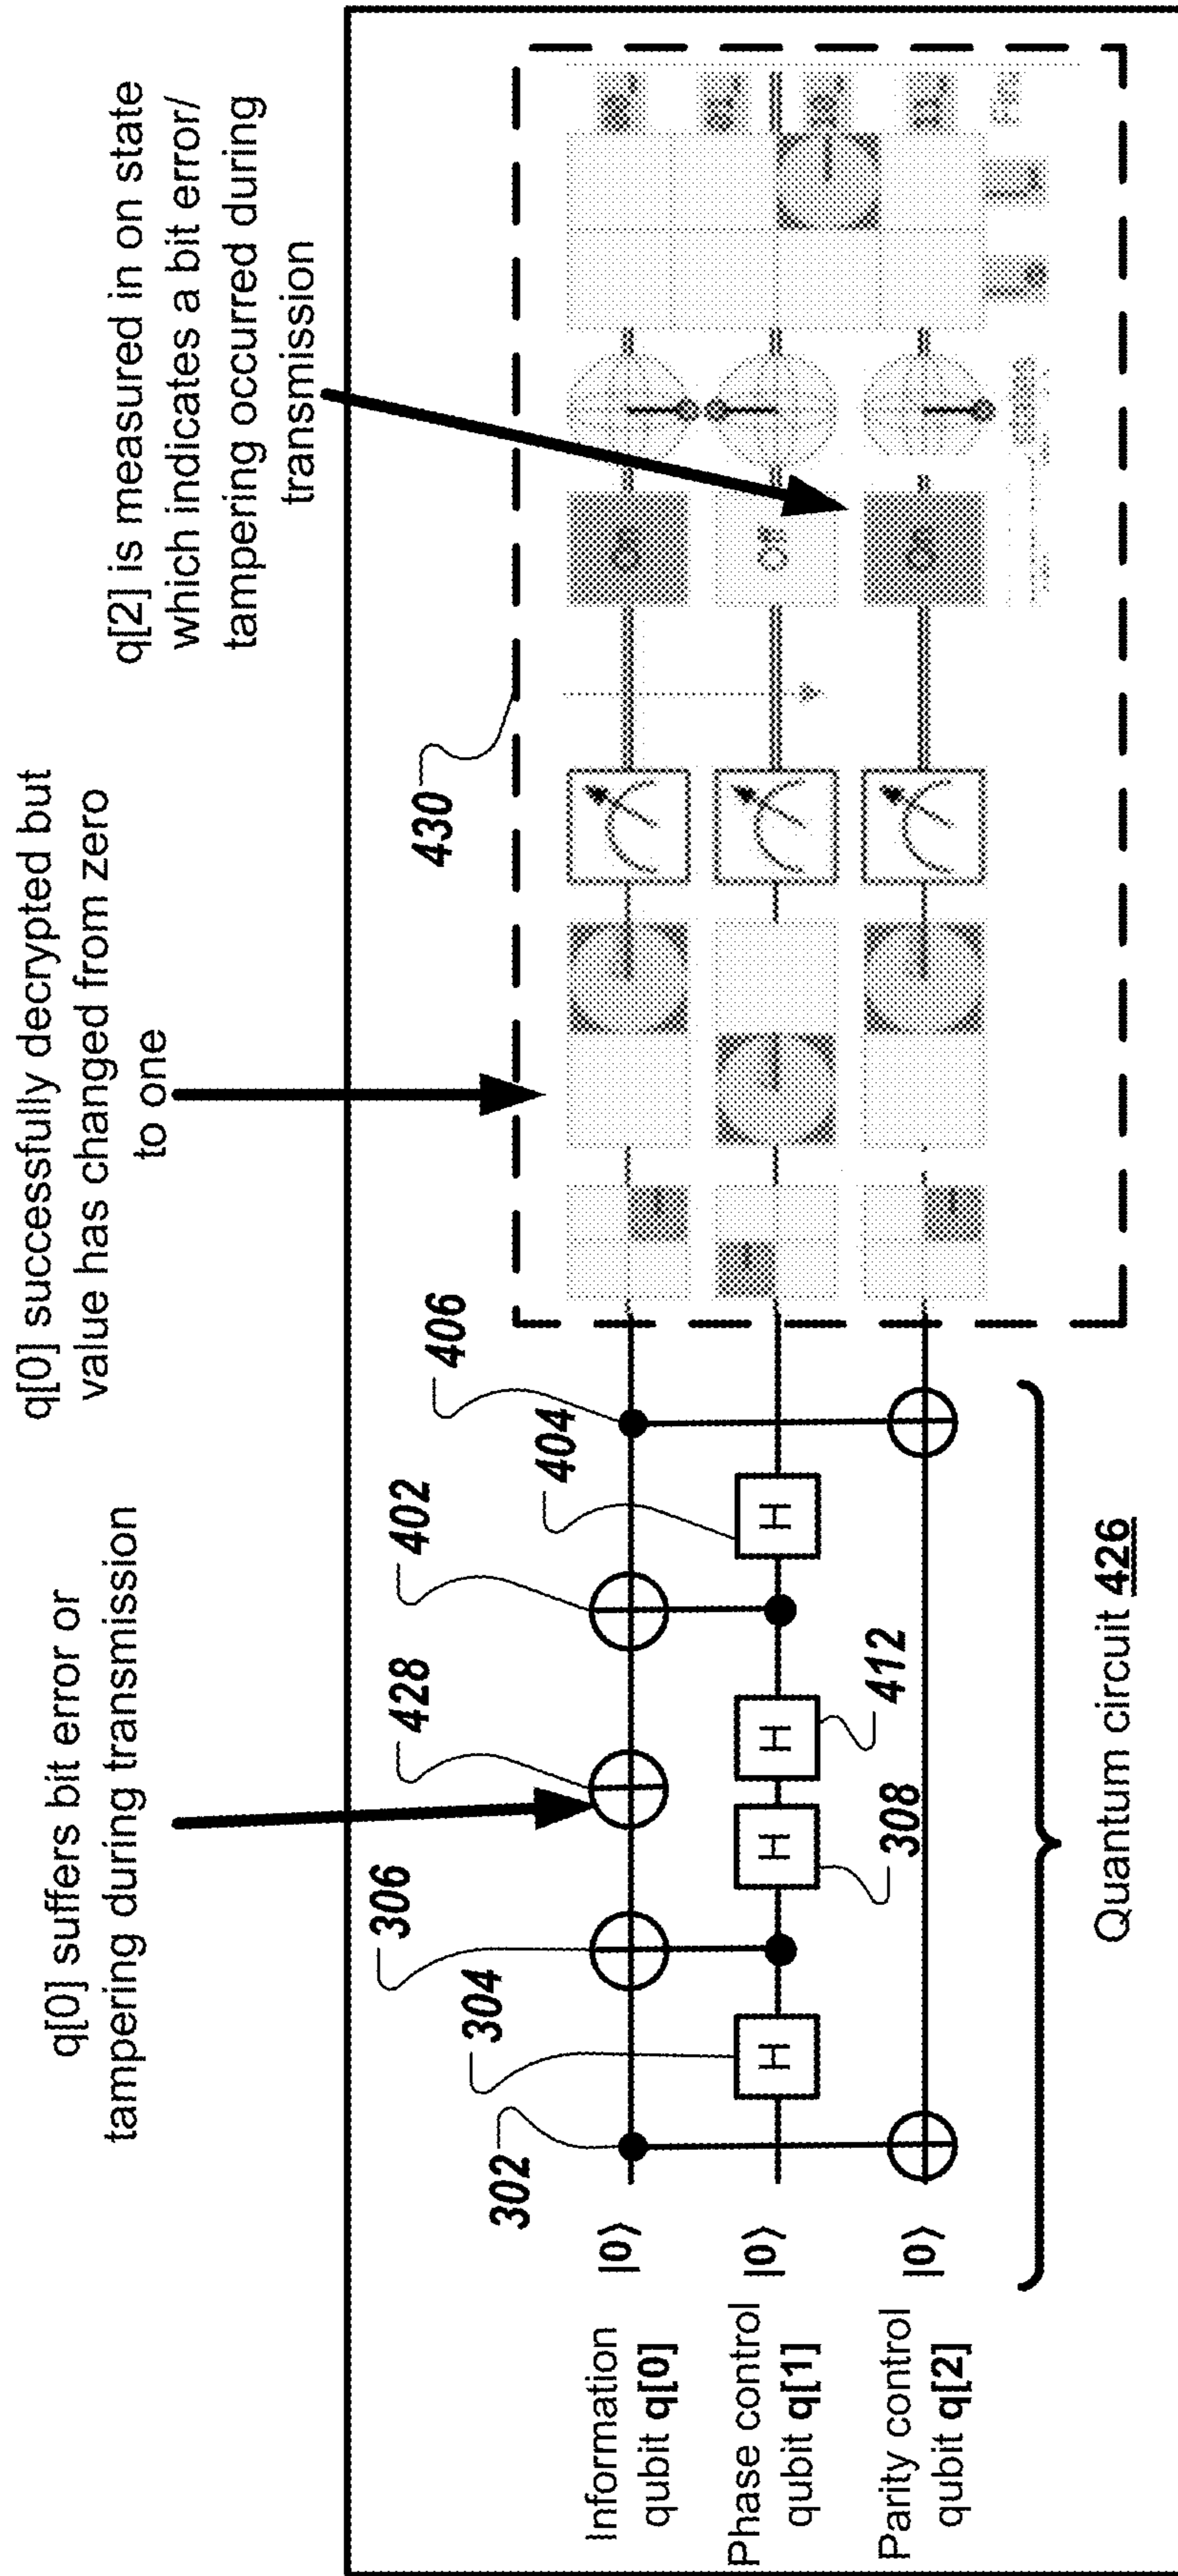 q[0] suffers bit error or
tampering during transmission
q[0] successfully decrypted but
value has changed from zero
to one
q[2] is measured in on state
which indicates a bit error/
tampering occurred during
transmission
430
302
304
306
428
402
404
406
308
412
Information
qubit q[0]
|0⟩
Phase control
qubit q[1]
|0⟩
H
H
H
H
Parity control
qubit q[2]
|0⟩
On
Off
On
Quantum circuit 426